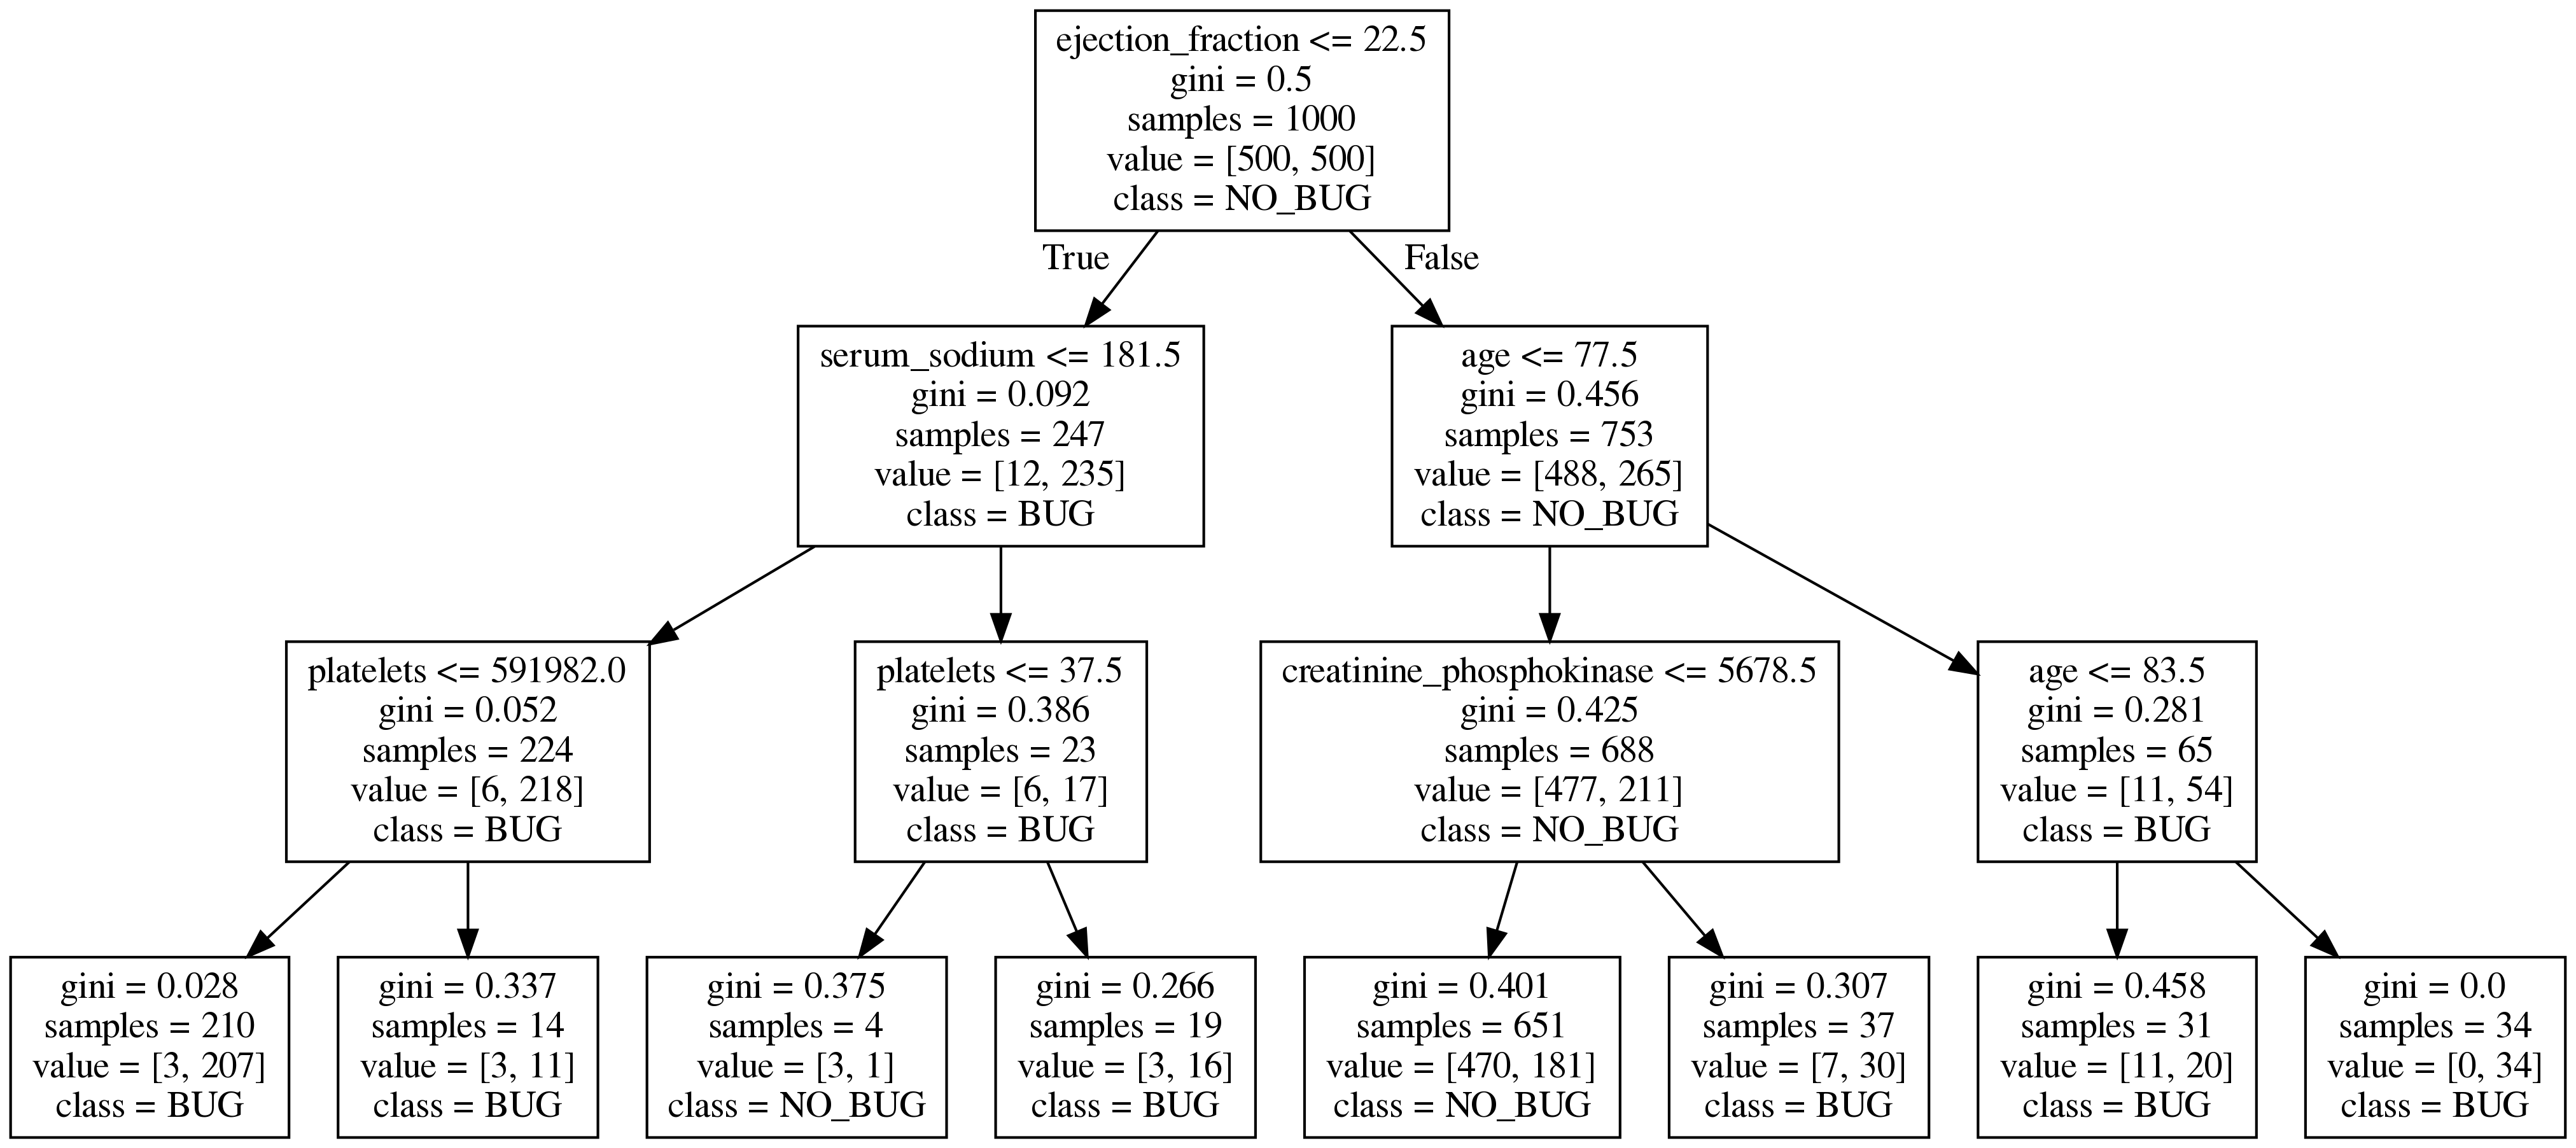 ejection_fraction <= 22.5
gini = 0.5
samples = 1000
value = [500, 500]
class = NO_BUG
True
False
serum_sodium <= 181.5
gini = 0.092
samples = 247
value = [12, 235]
class = BUG
age <= 77.5
gini = 0.456
samples = 753
value = [488, 265]
class = NO_BUG
platelets <= 591982.0
gini = 0.052
samples = 224
value = [6, 218]
class = BUG
platelets <= 37.5
gini = 0.386
samples = 23
value = [6, 17]
class = BUG
creatinine_phosphokinase <= 5678.5
gini = 0.425
samples = 688
value = [477, 211]
class = NO_BUG
age <= 83.5
gini = 0.281
samples = 65
value = [11, 54]
class = BUG
gini = 0.028
samples = 210
value = [3, 207]
class = BUG
gini = 0.337
samples = 14
value = [3, 11]
class = BUG
gini = 0.375
samples = 4
value = [3, 1]
class = NO_BUG
gini = 0.266
samples = 19
value = [3, 16]
class = BUG
gini = 0.401
samples = 651
value = [470, 181]
class = NO_BUG
gini = 0.307
samples = 37
value = [7, 30]
class = BUG
gini = 0.458
samples = 31
value = [11, 20]
class = BUG
gini = 0.0
samples = 34
value = [0, 34]
class = BUG